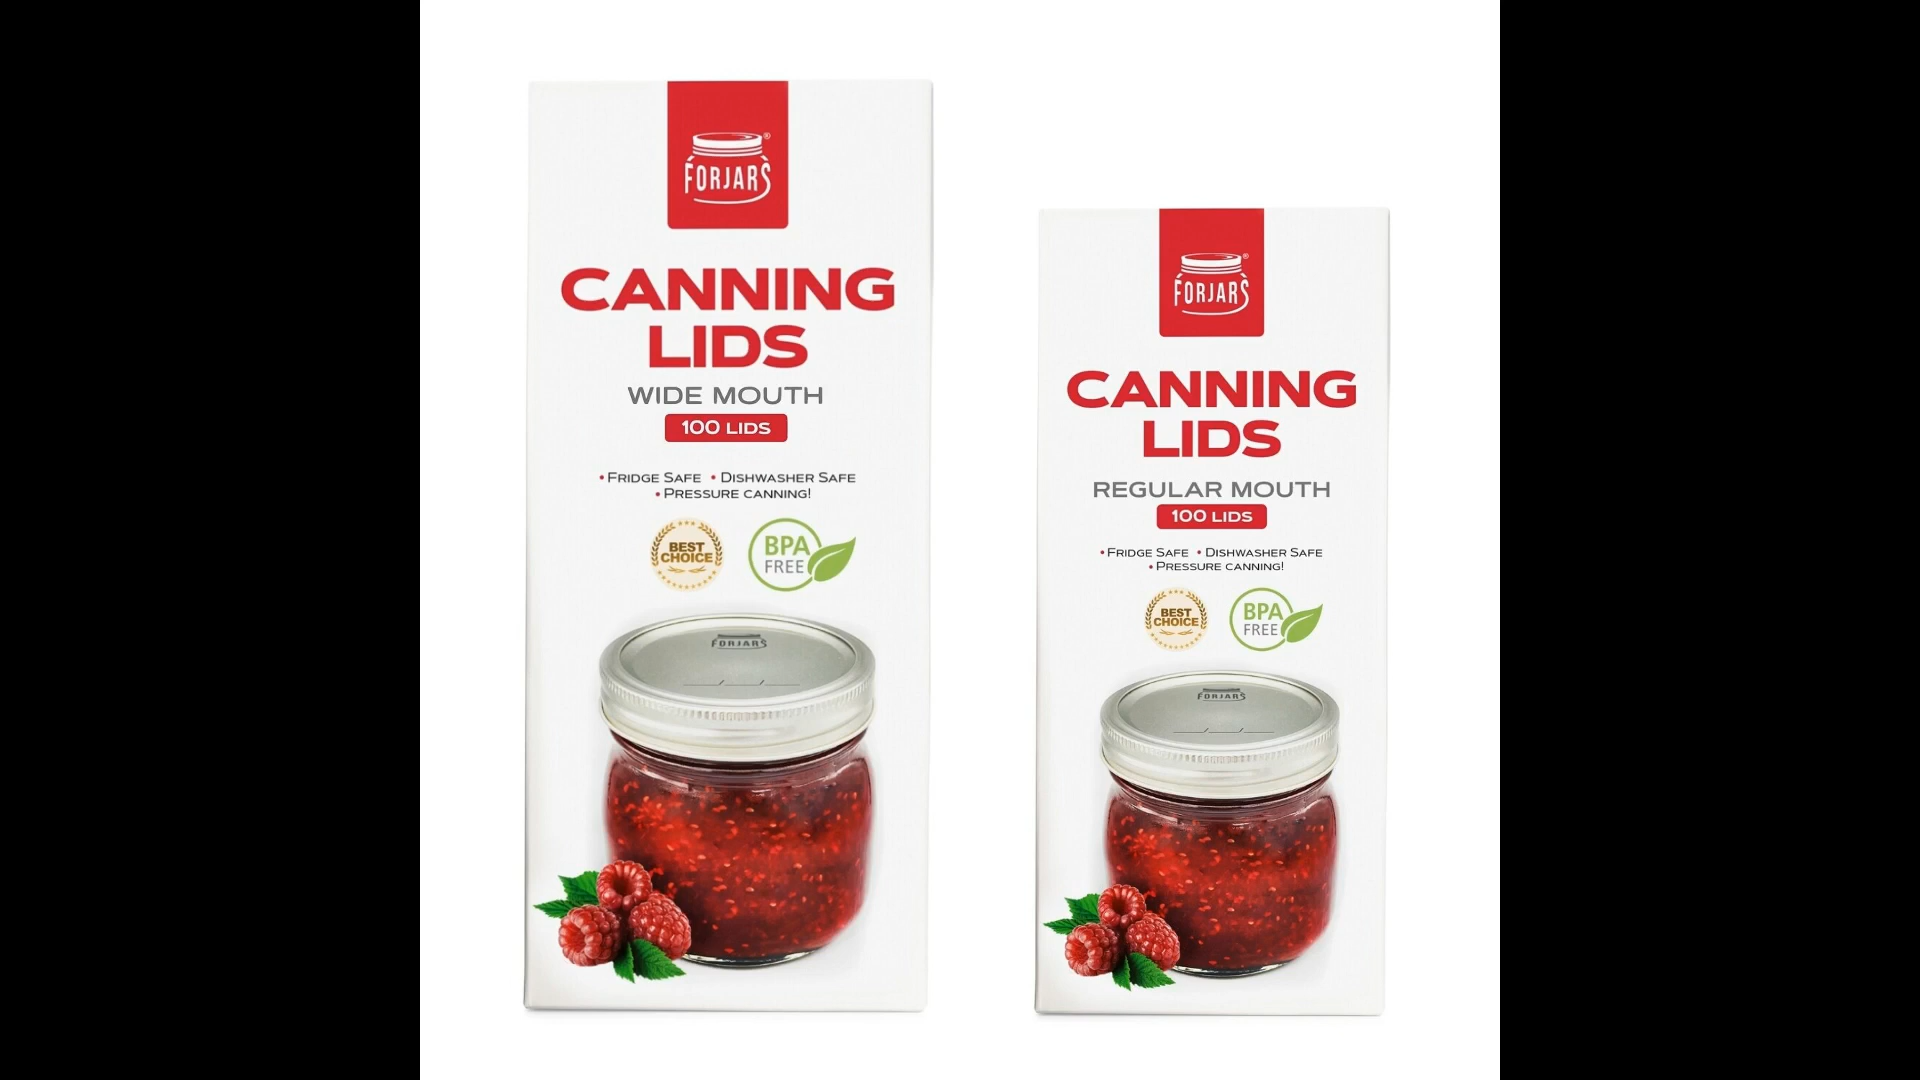 FORJARS®
CANNING
LIDS
WIDE MOUTH
100 LIDS
• FRIDGE SAFE • DISHWASHER SAFE
• PRESSURE CANNING!
BEST
CHOICE
BPA
FREE
FORJARS
FORJARS®
CANNING
LIDS
REGULAR MOUTH
100 LIDS
• FRIDGE SAFE • DISHWASHER SAFE
• PRESSURE CANNING!
BEST
CHOICE
BPA
FREE
FORJARS